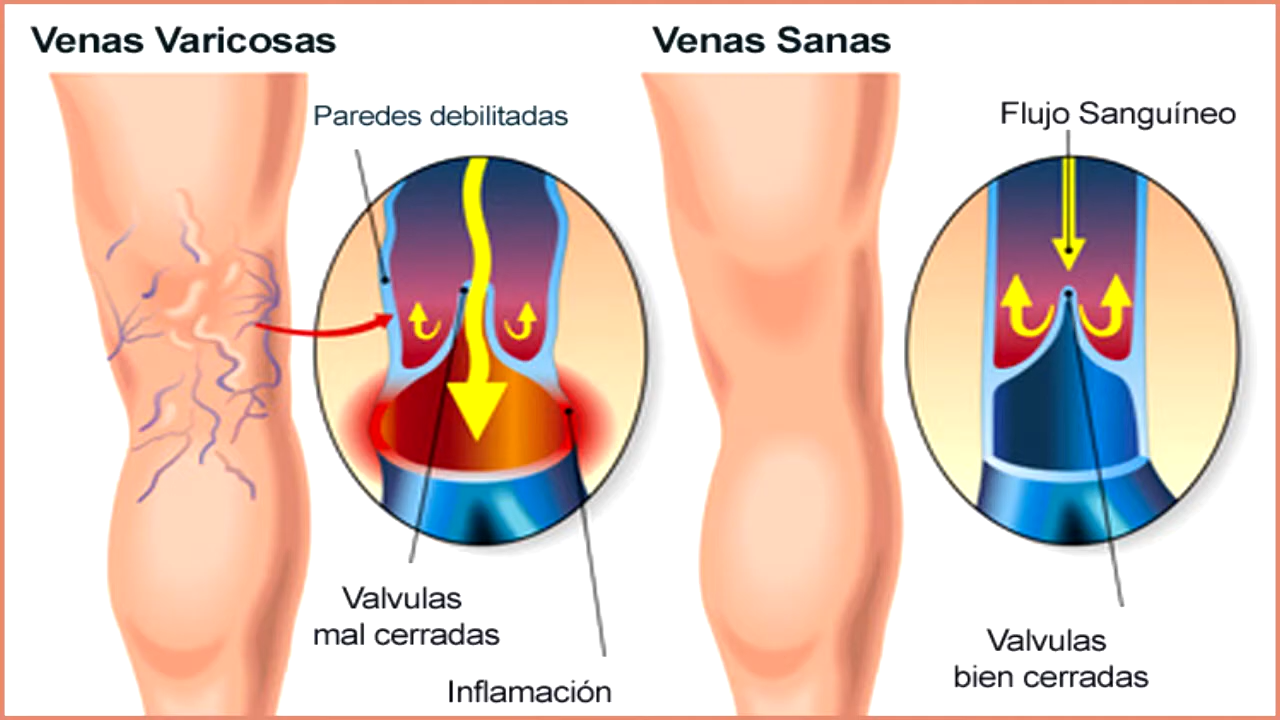 Venas Varicosas
Paredes debilitadas
Valvulas
mal cerradas
Inflamación
Venas Sanas
Flujo Sanguíneo
Valvulas
bien cerradas